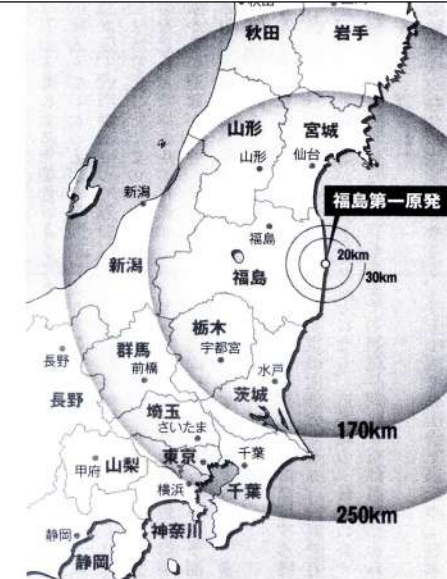 秋田
秋田
岩手
山形
宮城
山形
仙台
福島第一原発
新潟
福島
20km
30km
新潟
福島
栃木
宇都宮
群馬
前橋
長野
水戸
茨城
長野
埼玉
さいたま
170km
東京
千葉
山梨
甲府
横浜
千葉
250km
神奈川
静岡
静岡